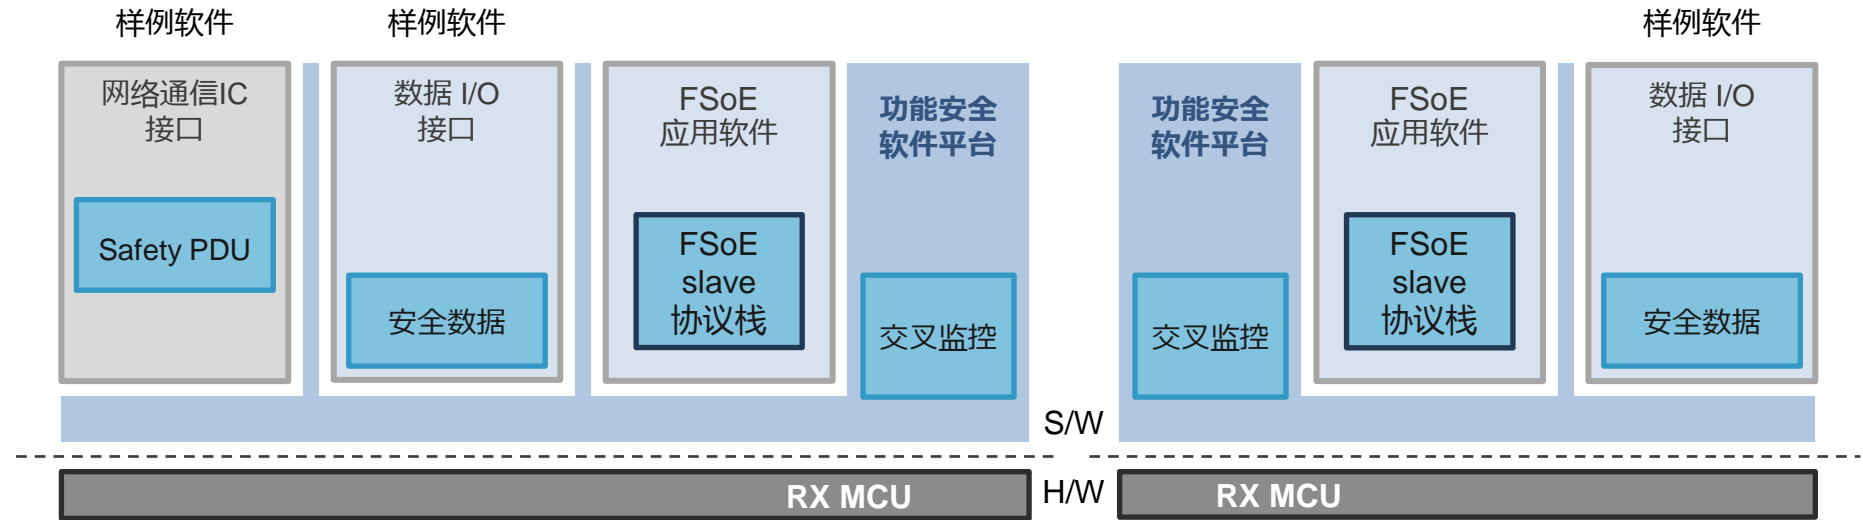 样例软件
样例软件
样例软件
网络通信IC
接口
Safety PDU
数据 I/O
接口
安全数据
FSoE
应用软件
FSoE
slave
协议栈
功能安全
软件平台
交叉监控
功能安全
软件平台
交叉监控
FSoE
应用软件
FSoE
slave
协议栈
数据 I/O
接口
安全数据
S/W
RX MCU
H/W
RX MCU